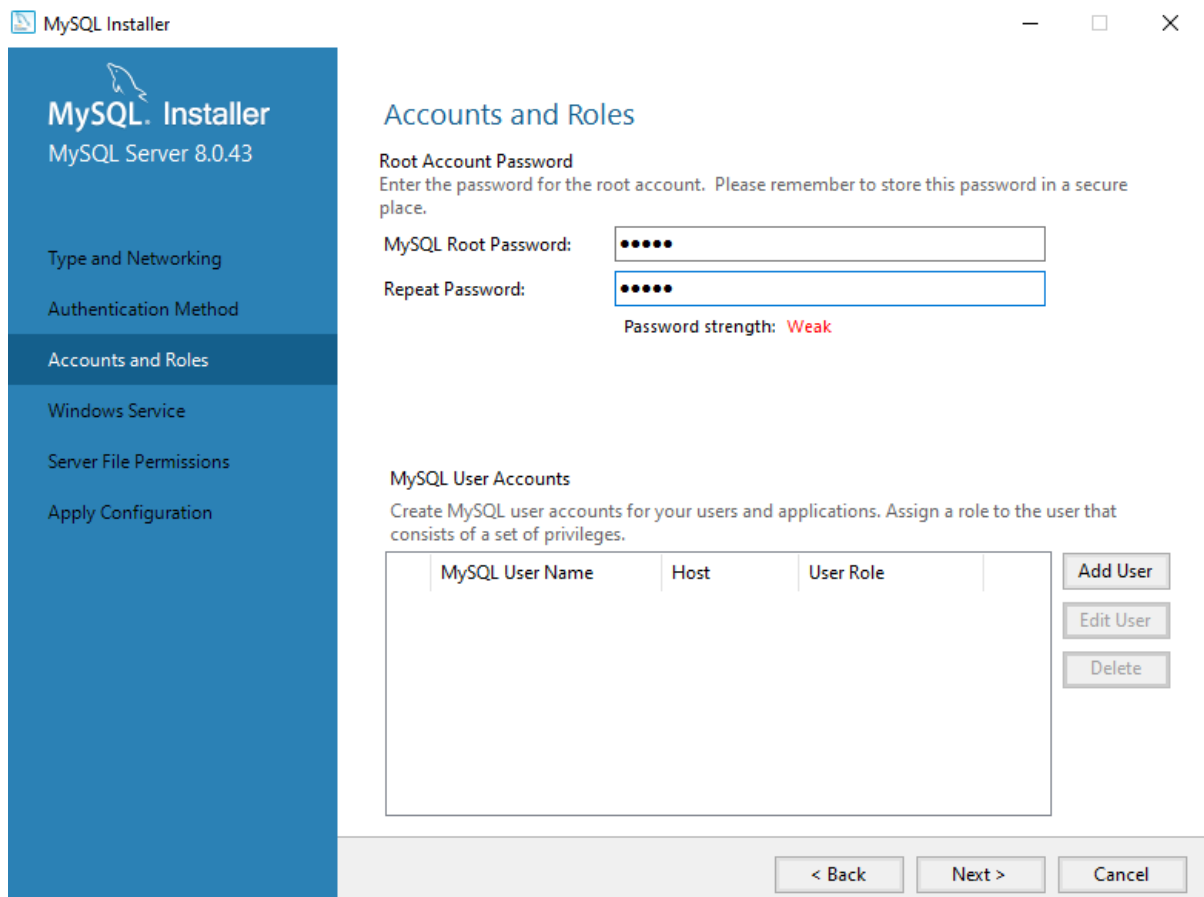 MySQL Installer
MySQL. Installer
MySQL Server 8.0.43
Type and Networking
Authentication Method
Accounts and Roles
Windows Service
Server File Permissions
Apply Configuration
Accounts and Roles
Root Account Password
Enter the password for the root account.  Please remember to store this password in a secure
place.
MySQL Root Password: •••••
Repeat Password: •••••
Password strength: Weak
MySQL User Accounts
Create MySQL user accounts for your users and applications. Assign a role to the user that
consists of a set of privileges.
MySQL User Name Host User Role
Add User
Edit User
Delete
< Back Next > Cancel